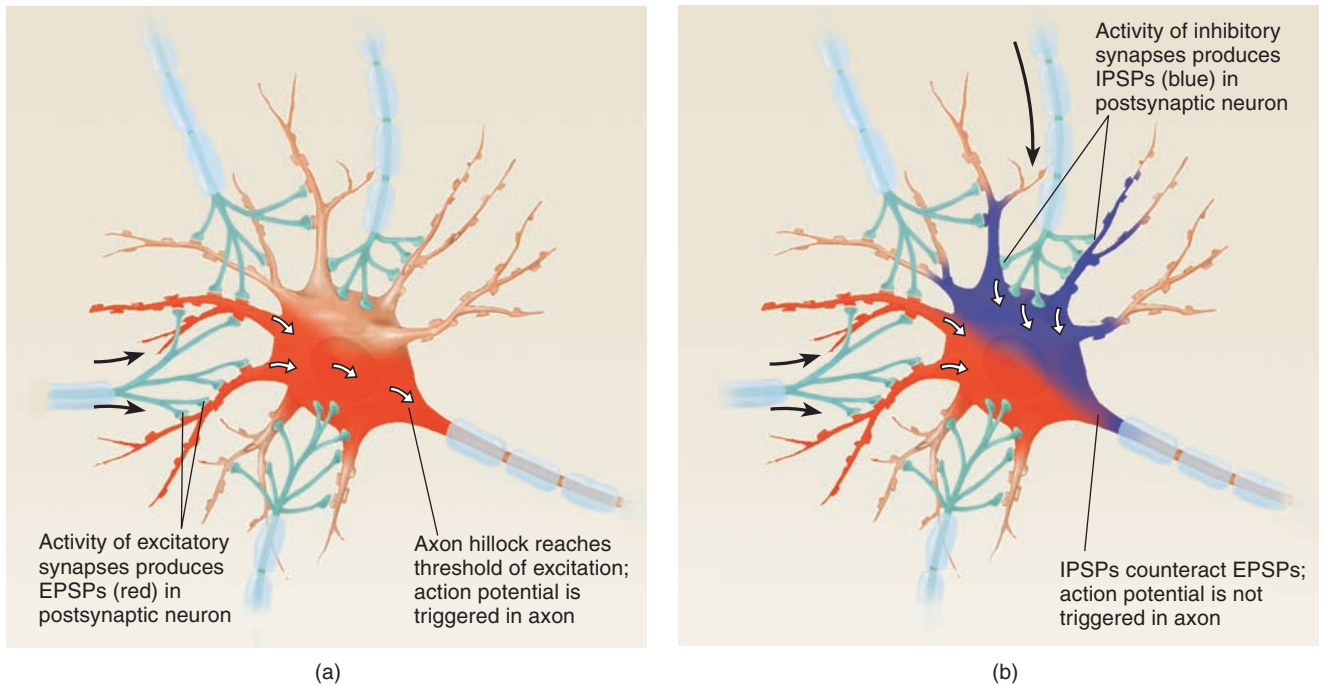 Activity of excitatory
synapses produces
EPSPs (red) in
postsynaptic neuron
Axon hillock reaches
threshold of excitation;
action potential is
triggered in axon
(a)
Activity of inhibitory
synapses produces
IPSPs (blue) in
postsynaptic neuron
IPSPs counteract EPSPs;
action potential is not
triggered in axon
(b)